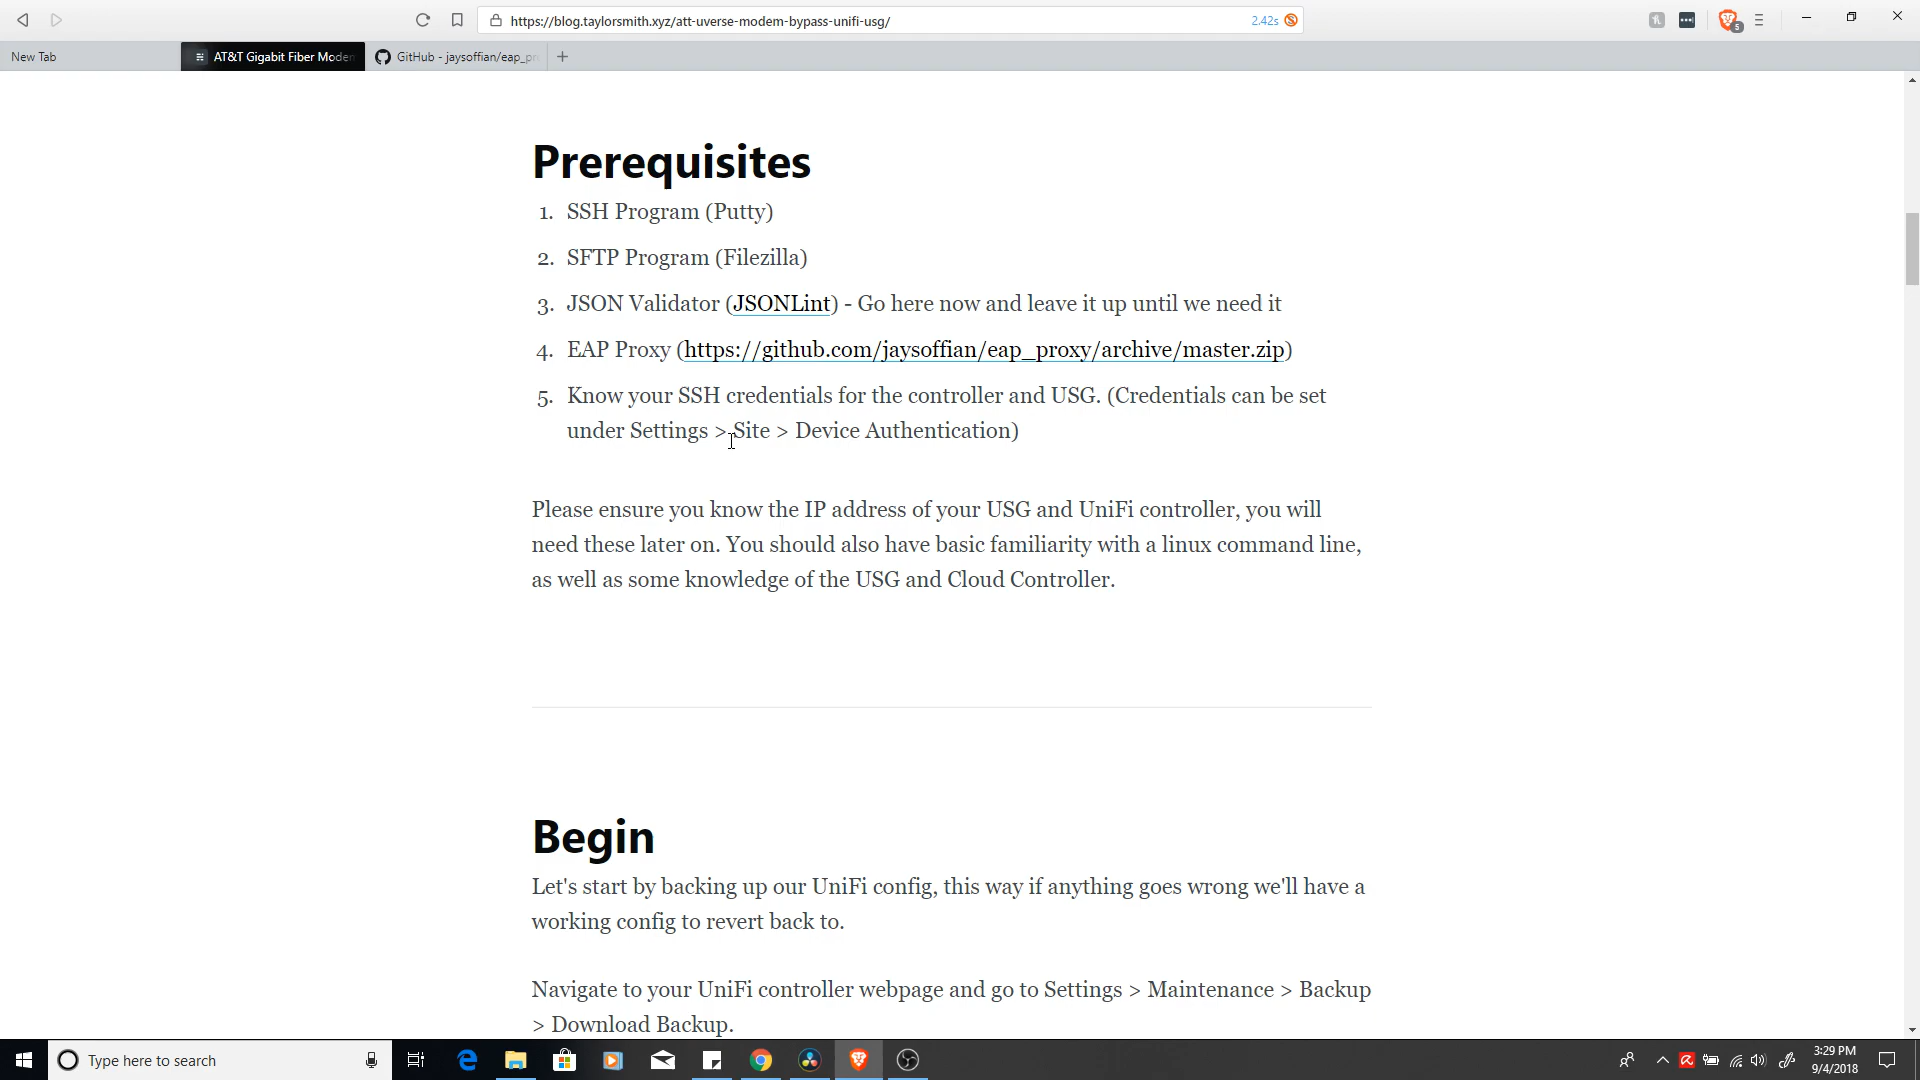 https://blog.taylorsmith.xyz/att-uverse-modem-bypass-unifi-usg/
2.42s
5
New Tab
AT&T Gigabit Fiber Modem
GitHub - jaysoffian/eap_pr
Prerequisites
1. SSH Program (Putty)
2. SFTP Program (Filezilla)
3. JSON Validator (JSONLint) - Go here now and leave it up until we need it
4. EAP Proxy (https://github.com/jaysoffian/eap_proxy/archive/master.zip)
5. Know your SSH credentials for the controller and USG. (Credentials can be set
under Settings > Site > Device Authentication)
Please ensure you know the IP address of your USG and UniFi controller, you will
need these later on. You should also have basic familiarity with a linux command line,
as well as some knowledge of the USG and Cloud Controller.
Begin
Let's start by backing up our UniFi config, this way if anything goes wrong we'll have a
working config to revert back to.
Navigate to your UniFi controller webpage and go to Settings > Maintenance > Backup
> Download Backup.
Type here to search
3:29 PM
9/4/2018